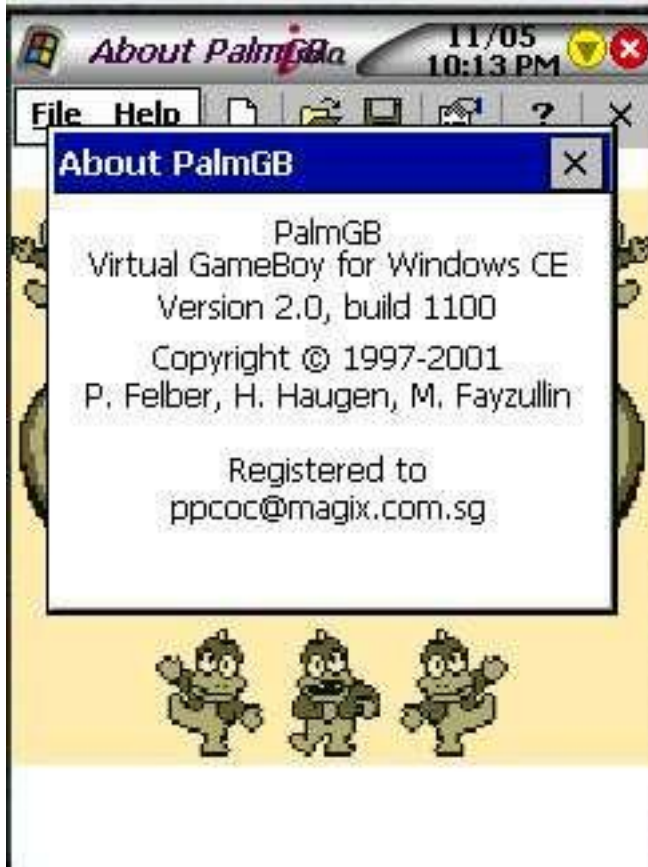 About PalmGB
11/05
10:13 PM
File Help
?
About PalmGB
PalmGB
Virtual GameBoy for Windows CE
Version 2.0, build 1100
Copyright © 1997-2001
P. Felber, H. Haugen, M. Fayzullin
Registered to
ppcoc@magix.com.sg